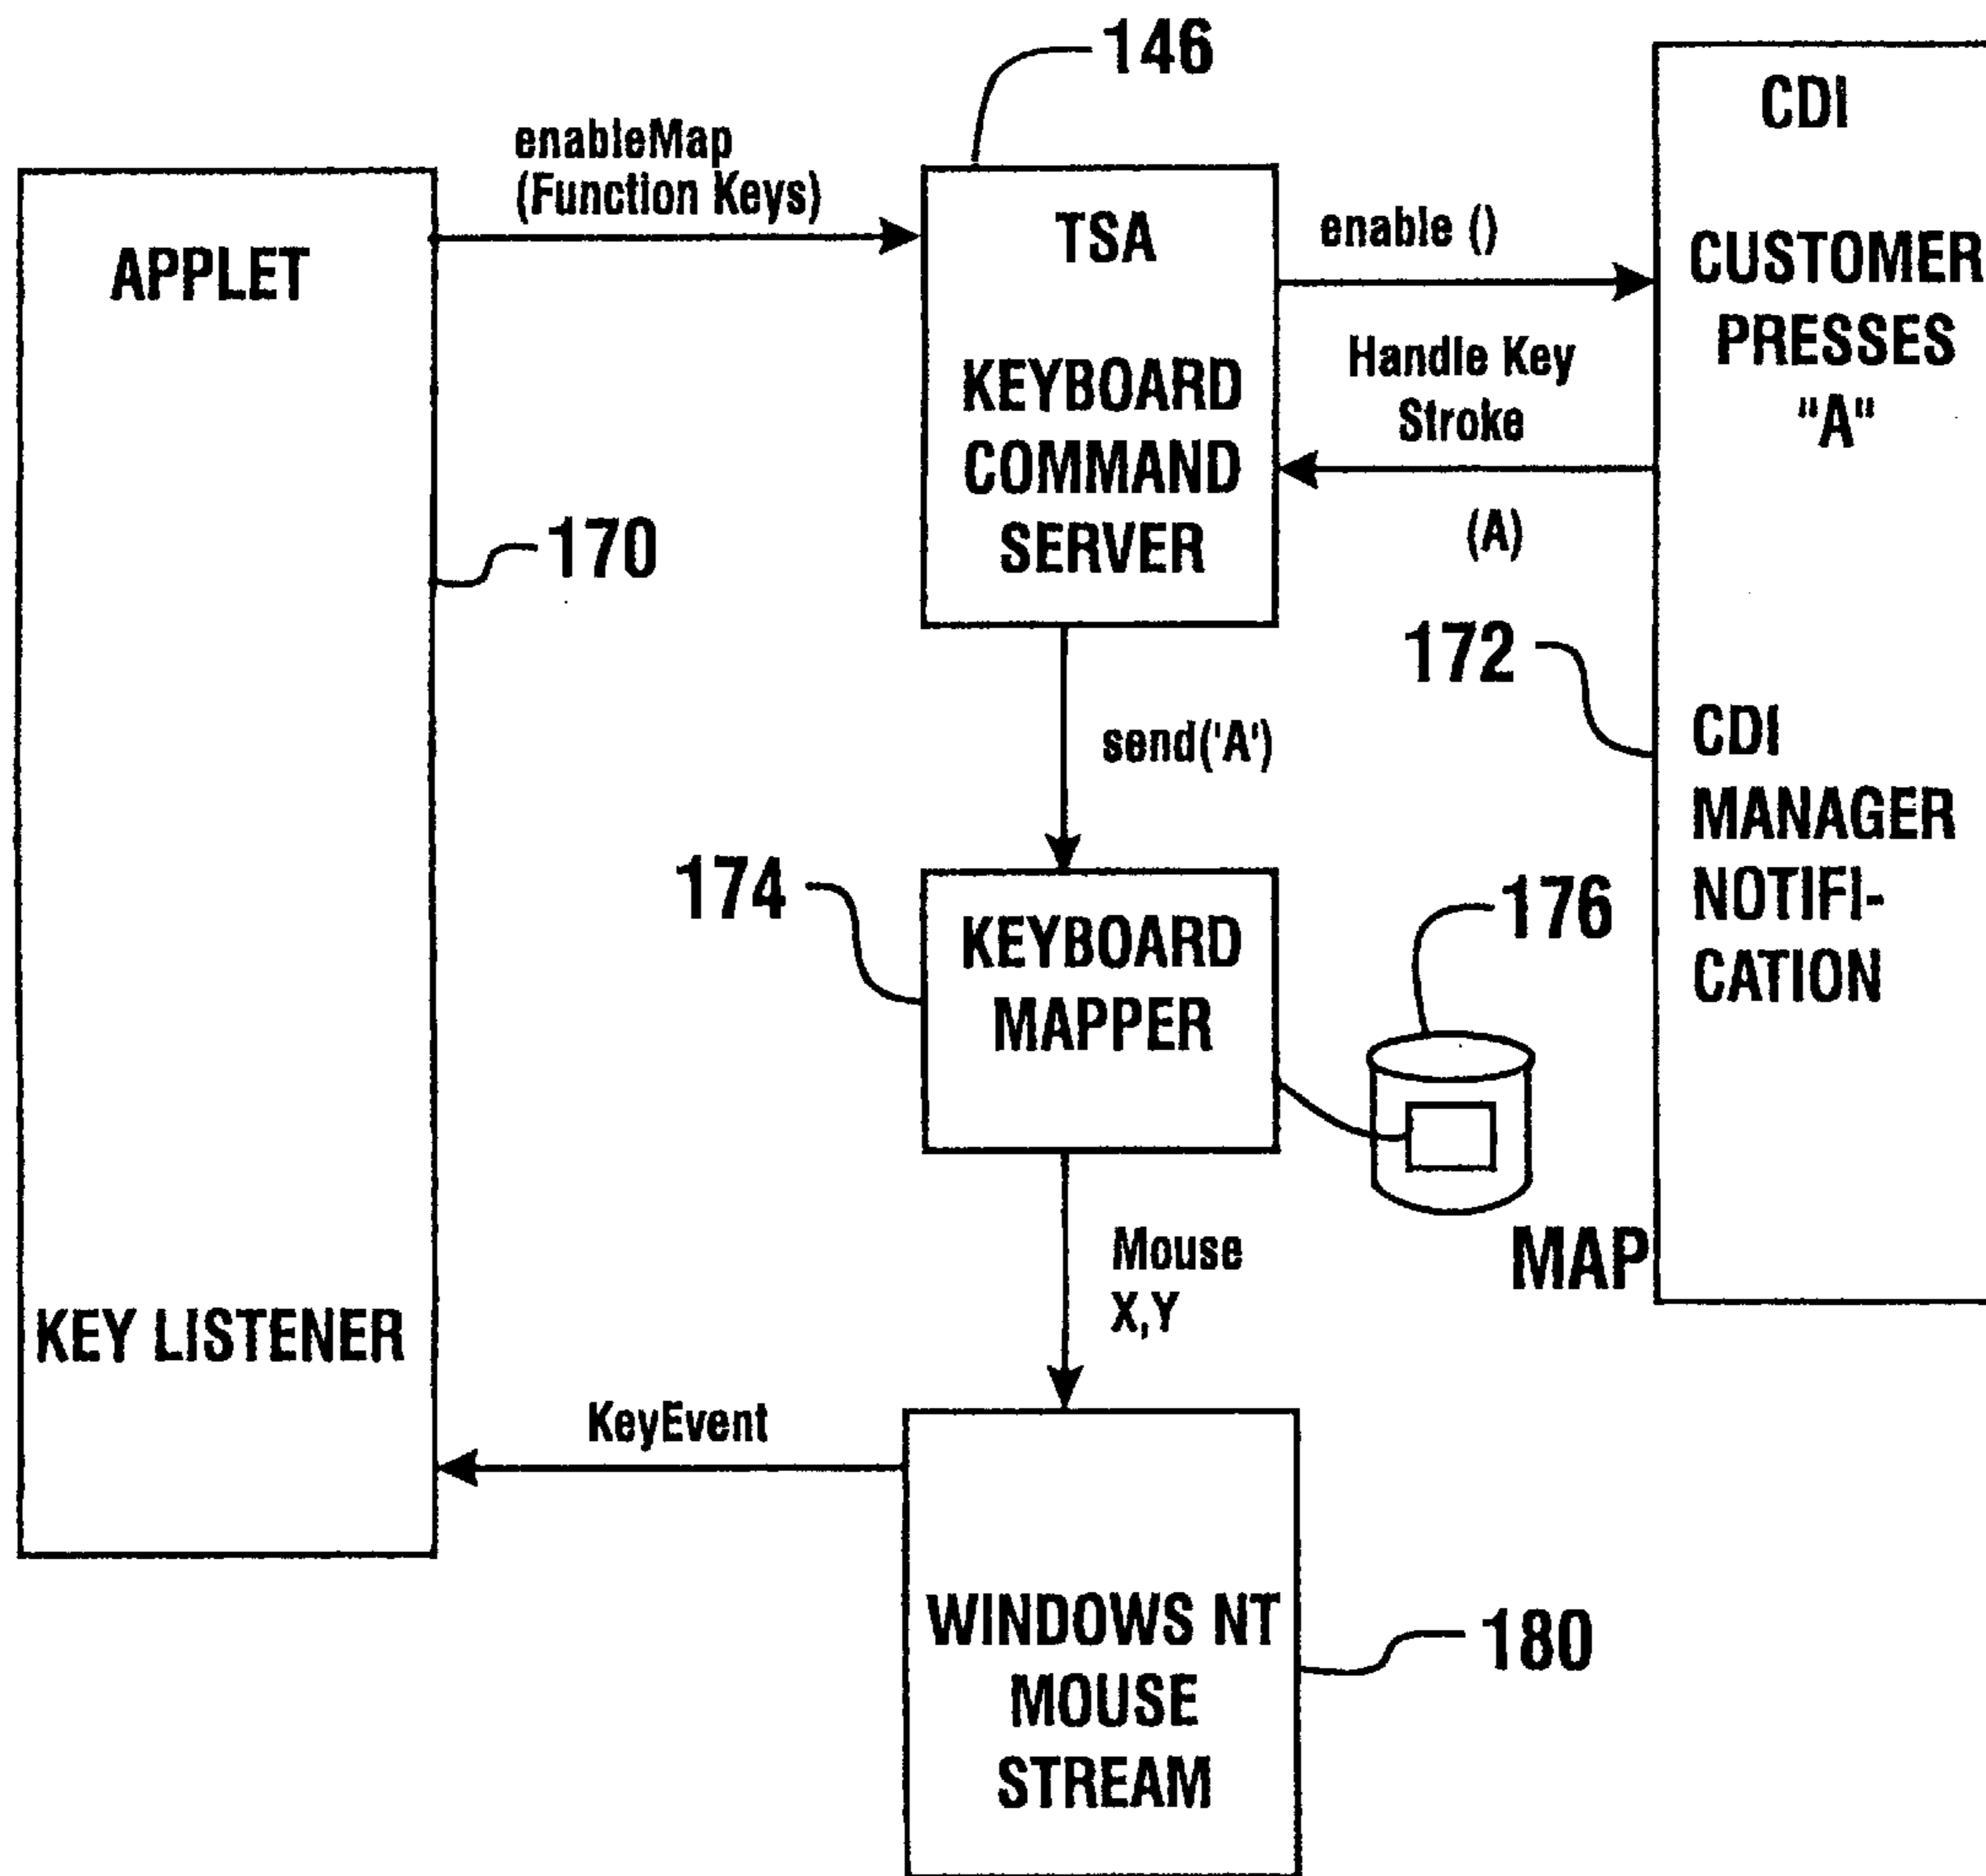 146
CDI
enableMap
(Function Keys)
APPLET
TSA
enable ()
CUSTOMER
PRESSES
"A"
KEYBOARD
COMMAND
SERVER
Handle Key
Stroke
(A)
170
172
send('A')
CDI
MANAGER
NOTIFI-
CATION
174
KEYBOARD
MAPPER
176
MAP
Mouse
X,Y
KEY LISTENER
KeyEvent
WINDOWS NT
MOUSE
STREAM
180